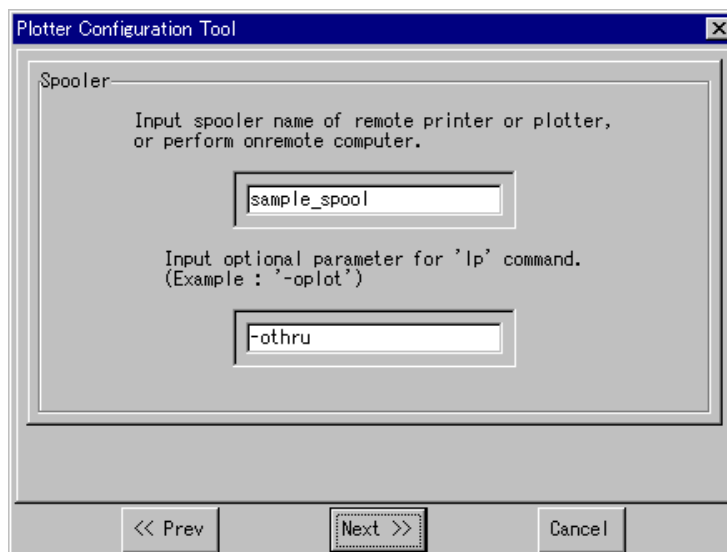 Plotter Configuration Tool
Spooler
Input spooler name of remote printer or plotter,
or perform onremote computer.
sample_spool
Input optional parameter for 'lp' command.
(Example : '-oplot')
-othru
<< Prev
Next >>
Cancel